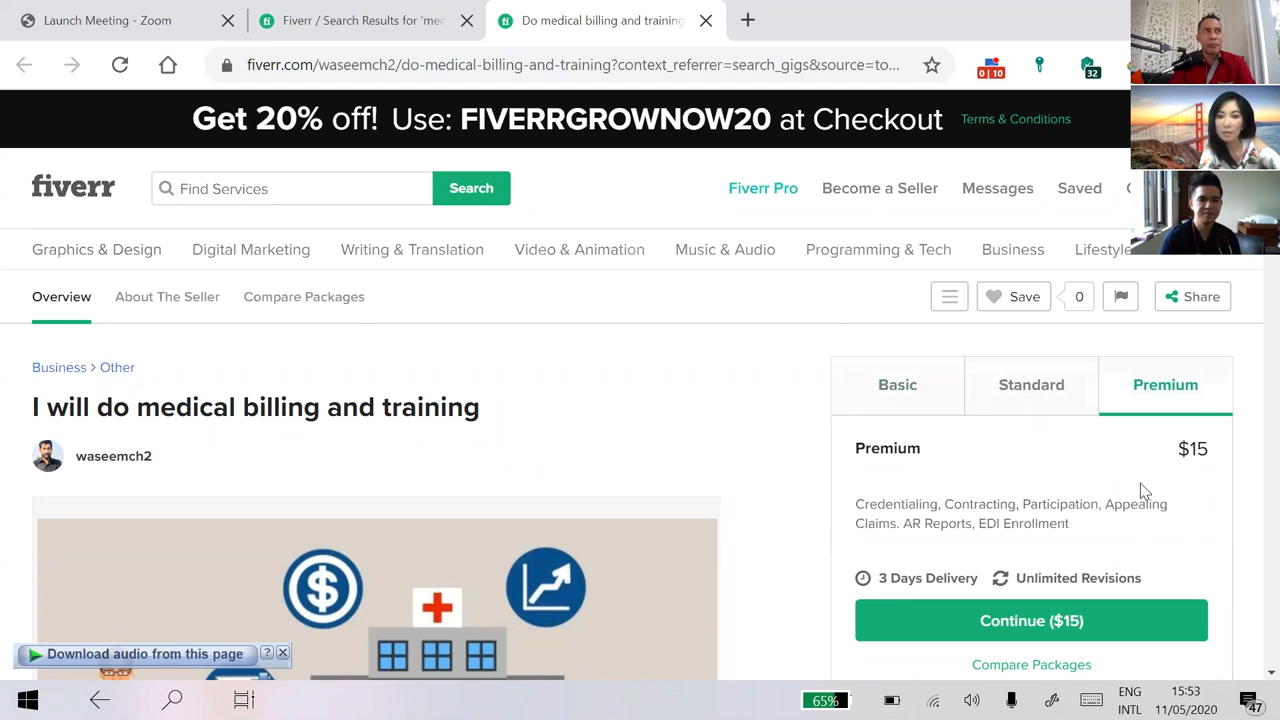 Launch Meeting - Zoom
Fiverr / Search Results for 'med
Do medical billing and training
fiverr.com/waseemch2/do-medical-billing-and-training?context_referrer=search_gigs&source=to...
0 | 10
32
Get 20% off! Use: FIVERRGROWNOW20 at Checkout
Terms & Conditions
fiverr
Find Services
Search
Fiverr Pro
Become a Seller
Messages
Saved
Graphics & Design
Digital Marketing
Writing & Translation
Video & Animation
Music & Audio
Programming & Tech
Business
Lifestyle
Overview
About The Seller
Compare Packages
Save
0
Share
Business > Other
I will do medical billing and training
waseemch2
Basic
Standard
Premium
Premium
$15
Credentialing, Contracting, Participation, Appealing
Claims. AR Reports, EDI Enrollment
3 Days Delivery
Unlimited Revisions
Continue ($15)
Compare Packages
$
Download audio from this page
?
65%
ENG
INTL
15:53
11/05/2020
47